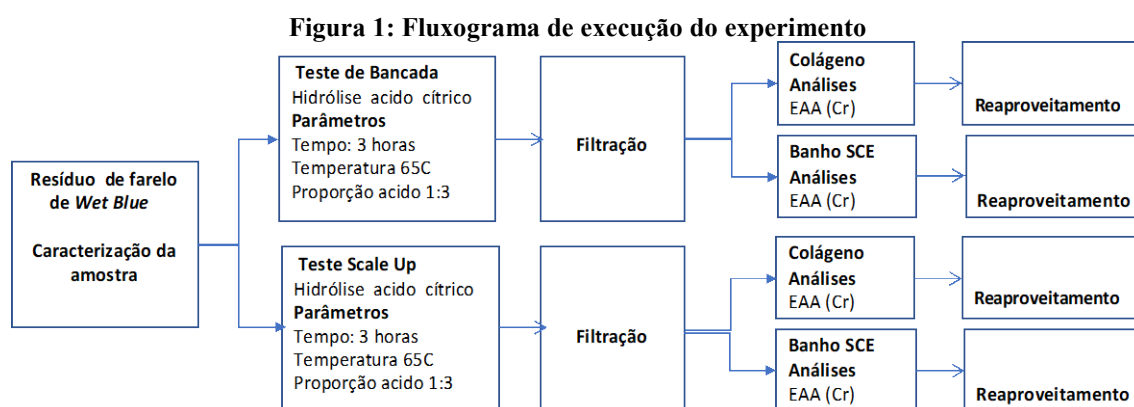 Figura 1: Fluxograma de execução do experimento
Resíduo de farelo
de Wet Blue
Caracterização da
amostra
Teste de Bancada
Hidrólise acido cítrico
Parâmetros
Tempo: 3 horas
Temperatura 65C
Proporção acido 1:3
Filtração
Colágeno
Análises
EAA (Cr)
Reaproveitamento
Banho SCE
Análises
EAA (Cr)
Reaproveitamento
Teste Scale Up
Hidrólise acido cítrico
Parâmetros
Tempo: 3 horas
Temperatura 65C
Proporção acido 1:3
Filtração
Colágeno
Análises
EAA (Cr)
Reaproveitamento
Banho SCE
Análises
EAA (Cr)
Reaproveitamento